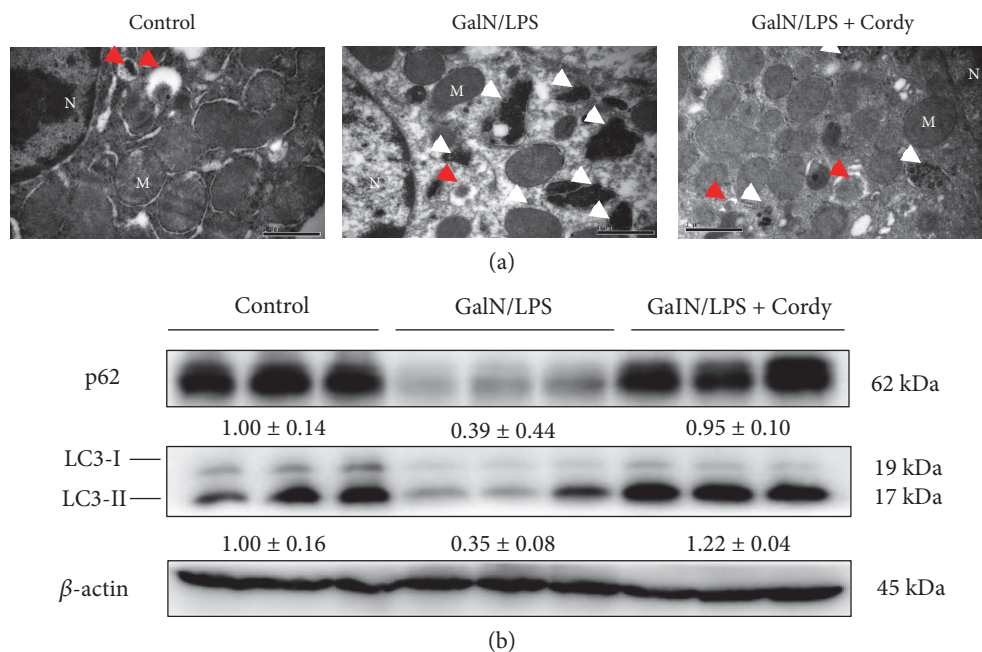 Control GalN/LPS GalN/LPS + Cordy
N M
M N
N M
(a)
Control GalN/LPS GaIN/LPS + Cordy
p62 62 kDa
1.00 ± 0.14 0.39 ± 0.44 0.95 ± 0.10
LC3-I 19 kDa
LC3-II 17 kDa
1.00 ± 0.16 0.35 ± 0.08 1.22 ± 0.04
β-actin 45 kDa
(b)